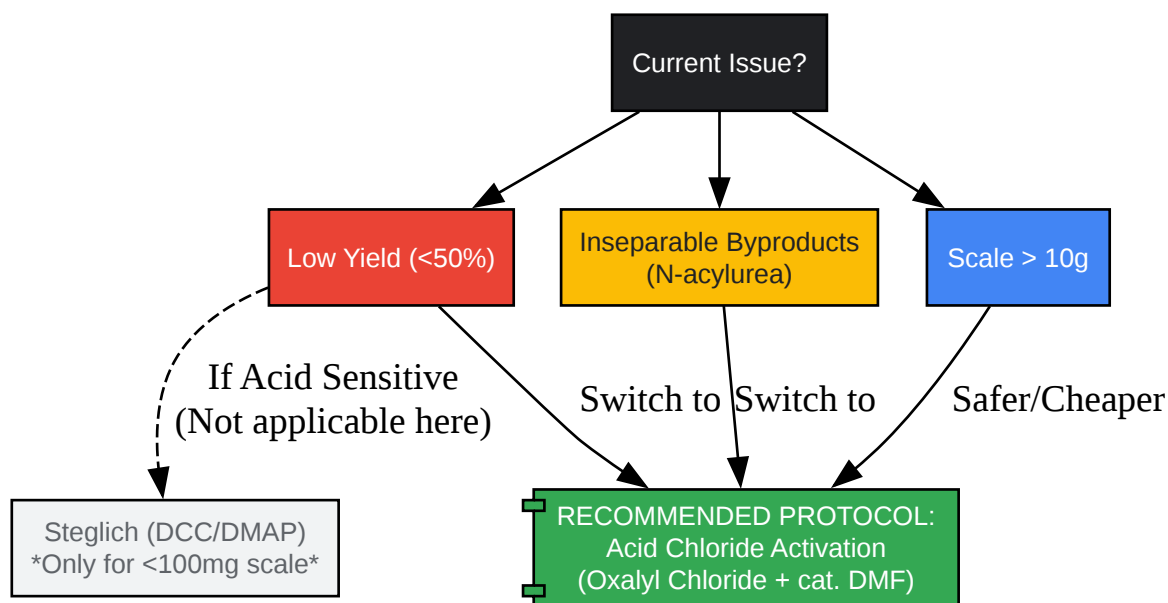 Current Issue?
Low Yield (<50%)
Inseparable Byproducts
(N-acylurea)
Scale > 10g
If Acid Sensitive
(Not applicable here)
Switch to
Switch to
Safer/Cheaper
Steglich (DCC/DMAP)
*Only for <100mg scale*
RECOMMENDED PROTOCOL:
Acid Chloride Activation
(Oxalyl Chloride + cat. DMF)